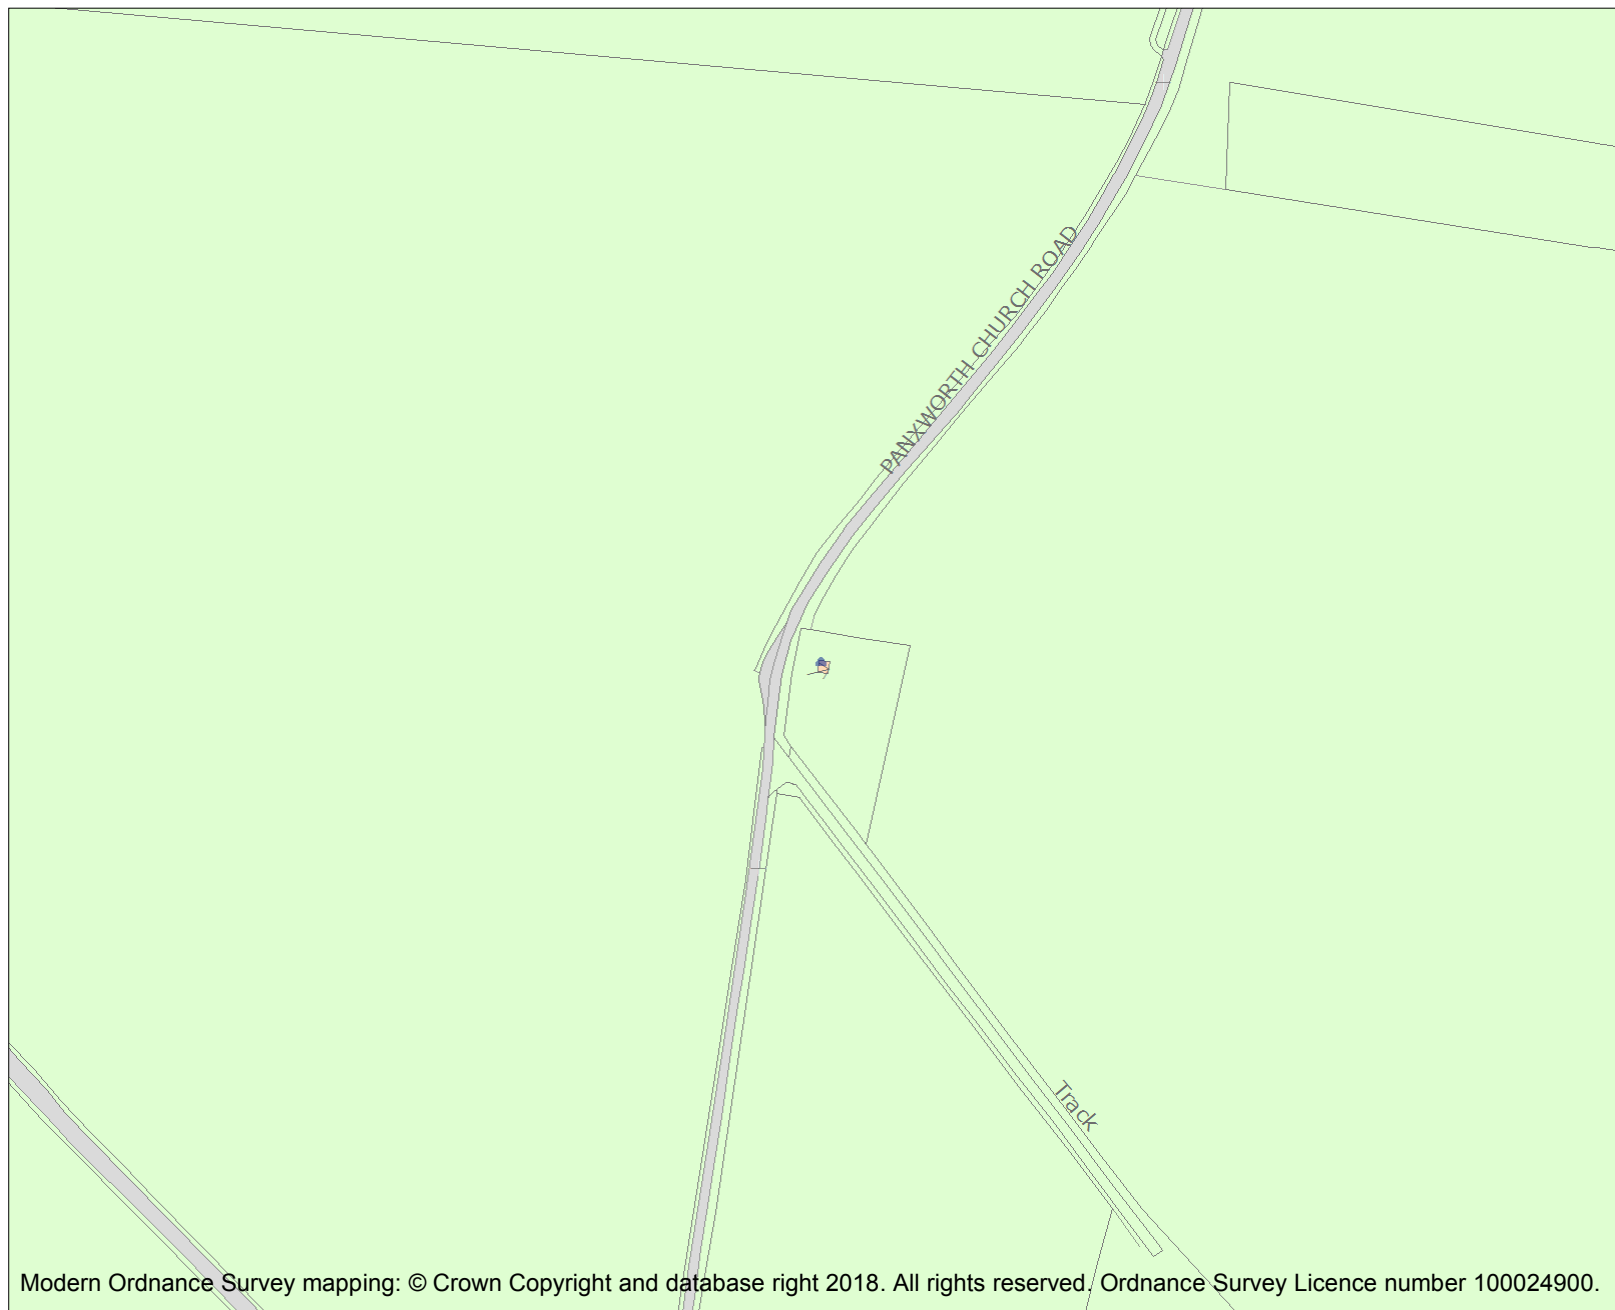 PANXWORTH CHURCH ROAD
Track
Modern Ordnance Survey mapping: © Crown Copyright and database right 2018. All rights reserved. Ordnance Survey Licence number 100024900.